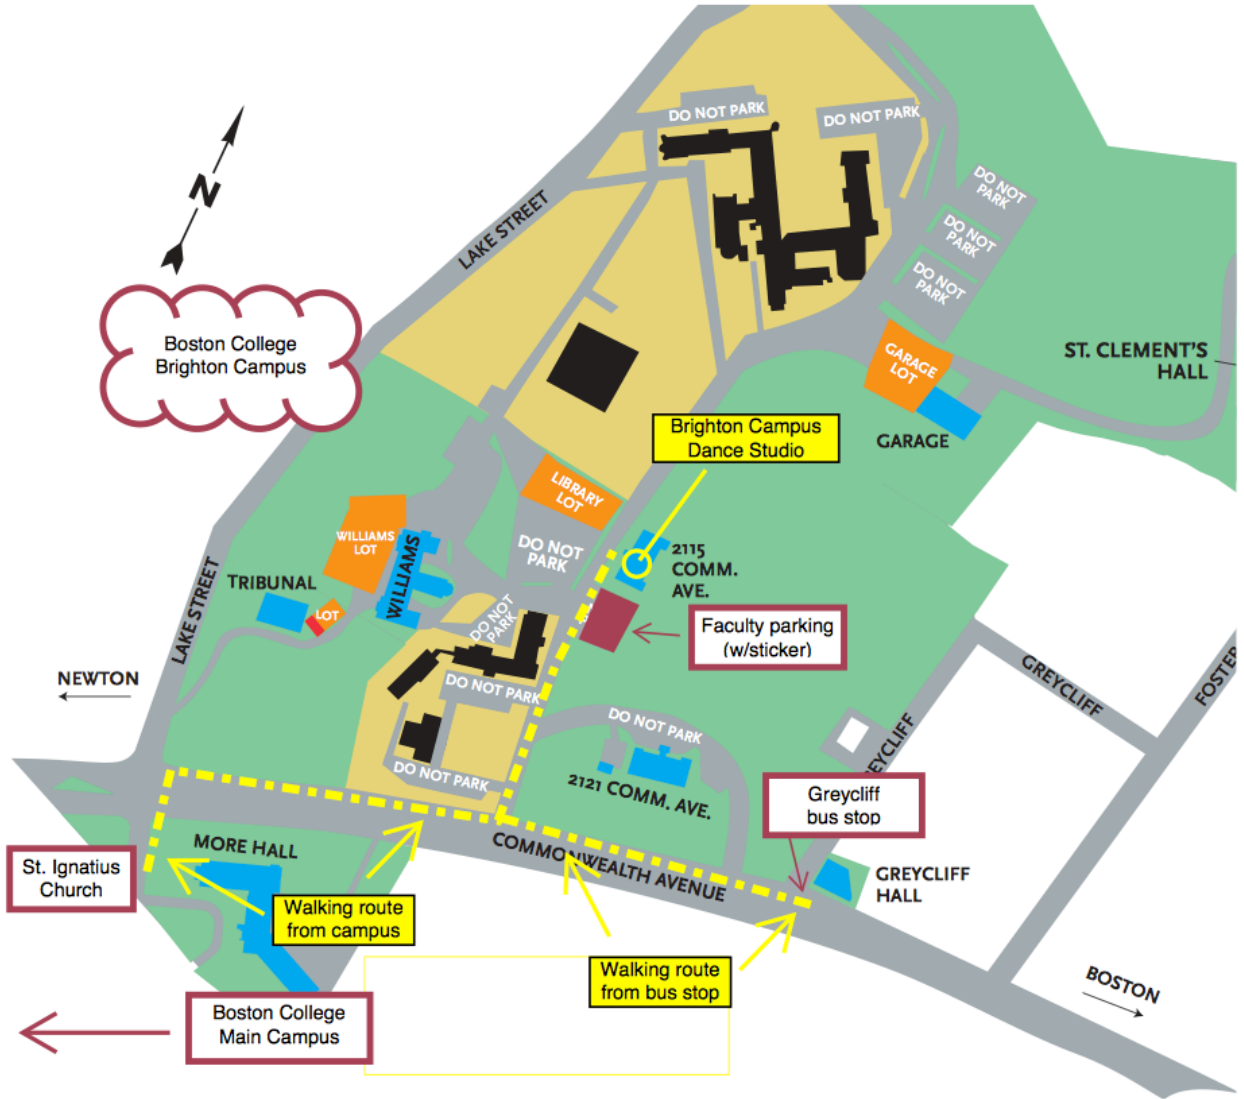 DO NOT PARK
DO NOT PARK
DO NOT
PARK
N
LAKE STREET
DO NOT
PARK
DO NOT
PARK
Boston College
Brighton Campus
GARAGE
LOT
ST. CLEMENT'S
HALL
Brighton Campus
Dance Studio
GARAGE
LIBRARY
LOT
WILLIAMS
LOT
WILLIAMS
DO NOT
PARK
2115
COMM.
AVE.
TRIBUNAL
LOT
LAKE STREET
DO NOT
PARK
Faculty parking
(w/sticker)
NEWTON
DO NOT PARK
GREYCLIFF
FOSTER
DO NOT PARK
2121 COMM. AVE.
GREYCLIFF
DO NOT PARK
Greycliff
bus stop
MORE HALL
COMMONWEALTH AVENUE
St. Ignatius
Church
GREYCLIFF
HALL
Walking route
from campus
Walking route
from bus stop
BOSTON
Boston College
Main Campus